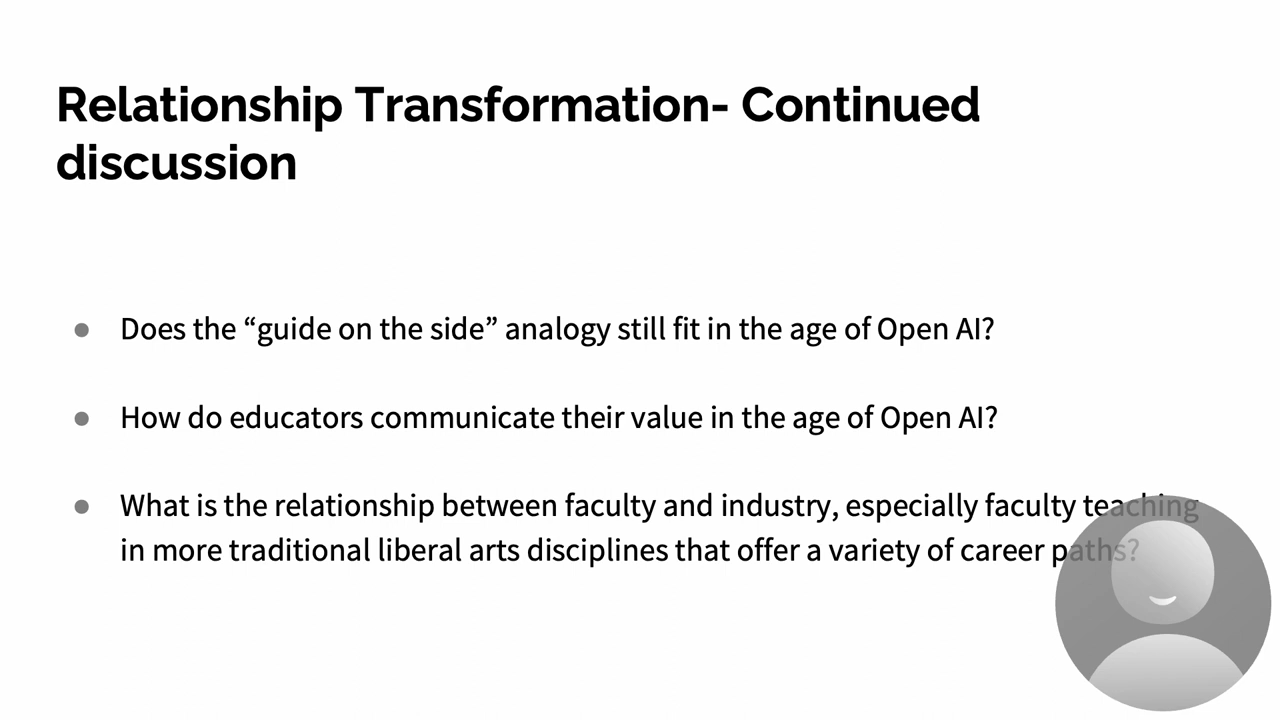 Relationship Transformation- Continued
discussion
● Does the “guide on the side” analogy still fit in the age of Open AI?
● How do educators communicate their value in the age of Open AI?
● What is the relationship between faculty and industry, especially faculty teaching
in more traditional liberal arts disciplines that offer a variety of career paths?